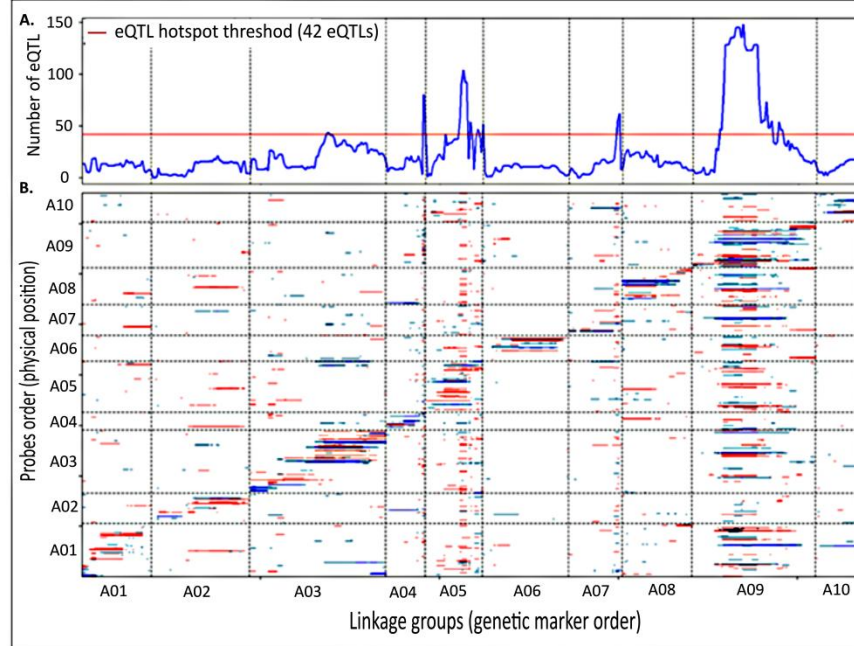 A.
150
eQTL hotspot threshod (42 eQTLs)
100
50
0
Number of eQTL
B.
A10
A09
A08
A07
A06
A05
A04
A03
A02
A01
Probes order (physical position)
A01 A02 A03 A04 A05 A06 A07 A08 A09 A10
Linkage groups (genetic marker order)